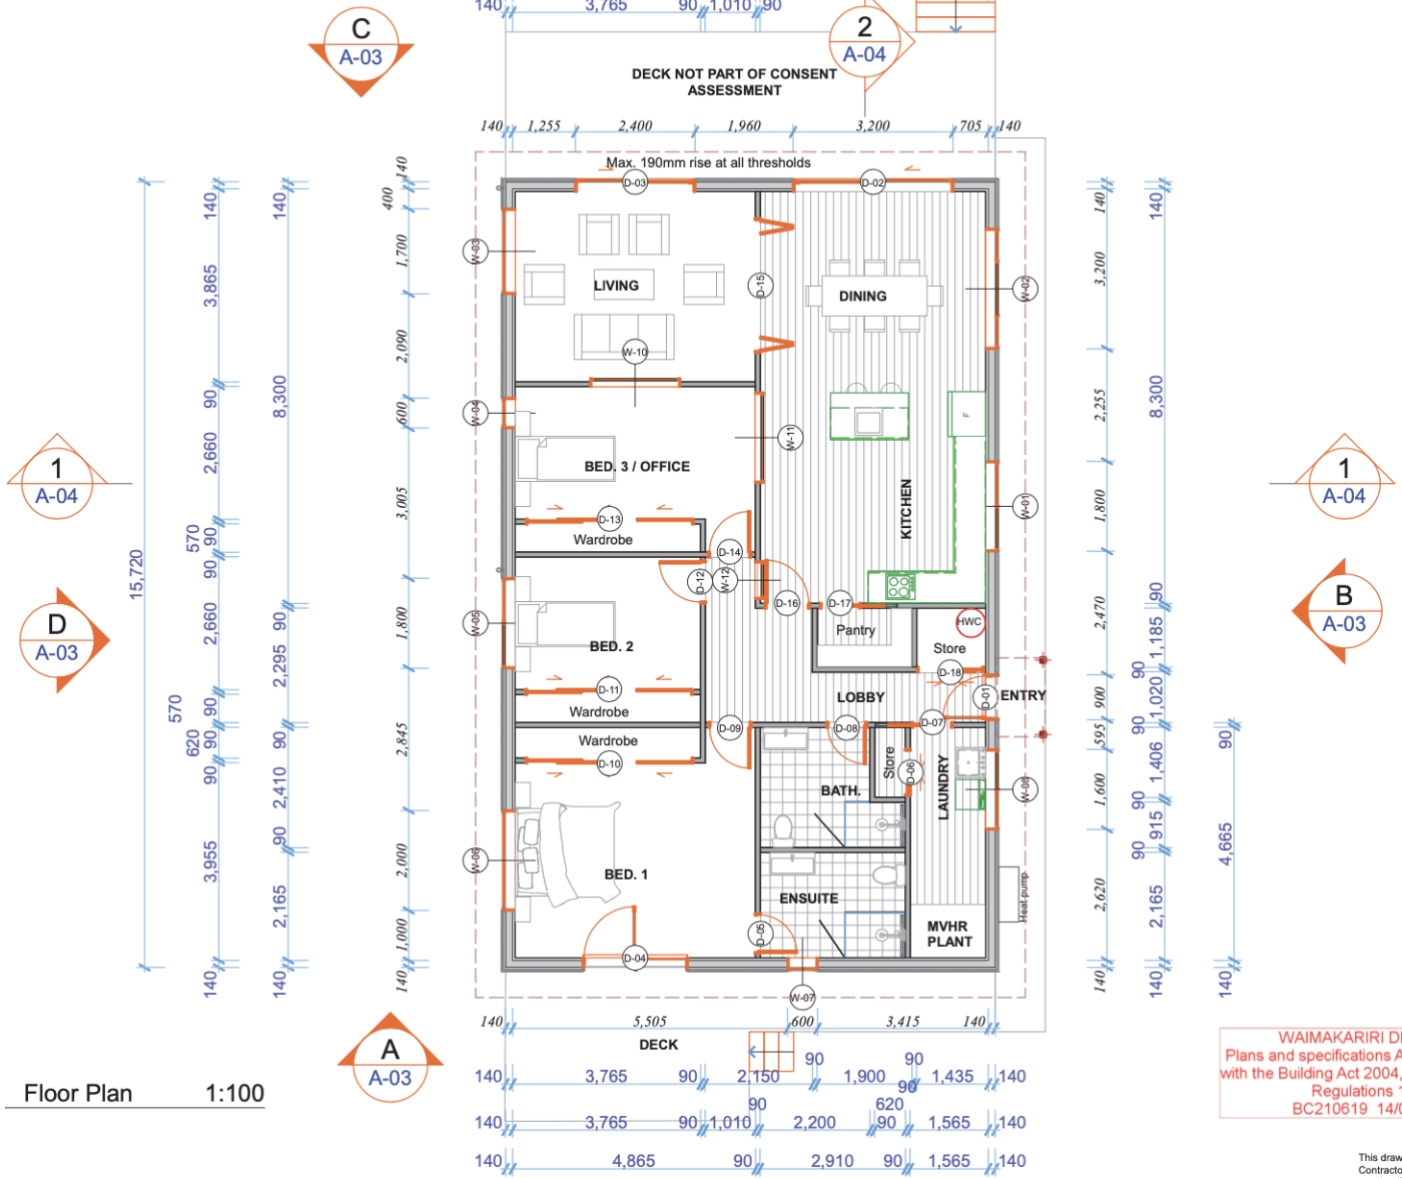 140 3,765 90 1,010 90
C
A-03
2
A-04
DECK NOT PART OF CONSENT
ASSESSMENT
140 1,255 2,400 1,960 3,200 705 140
Max. 190mm rise at all thresholds
D-03
D-02
15,720
140
3,865
90
2,660
570
90
90
2,660
570
90
620
90
90
3,955
140
140
8,300
90
2,295
90
2,410
90
2,165
140
140
400
1,700
2,090
600
3,005
1,800
2,845
2,000
1,000
140
W-03
W-04
W-05
W-06
LIVING
D-15
DINING
W-02
W-10
W-11
BED. 3 / OFFICE
F
KITCHEN
W-01
D-13
Wardrobe
D-14
D-12
W-12
D-16
D-17
Pantry
HWC
Store
D-18
BED. 2
D-11
Wardrobe
LOBBY
D-01
ENTRY
D-09
D-08
D-07
Wardrobe
D-10
Store
D-06
BATH.
LAUNDRY
W-08
BED. 1
ENSUITE
D-05
D-04
W-07
MVHR
PLANT
Heat pump
140
3,200
2,255
1,800
2,470
900
595
1,600
2,620
140
140
8,300
90
1,185
90
1,020
90
1,406
90
915
90
2,165
140
90
4,665
140
1
A-04
D
A-03
1
A-04
B
A-03
140 5,505 600 3,415 140
DECK
A
A-03
90 90
140 3,765 90 2,150 1,900 1,435 140
90
90 620
140 3,765 90 1,010 2,200 90 1,565 140
140 4,865 90 2,910 90 1,565 140
Floor Plan 1:100
WAIMAKARIRI DI
Plans and specifications A
with the Building Act 2004,
Regulations 1
BC210619 14/0
This draw
Contracto